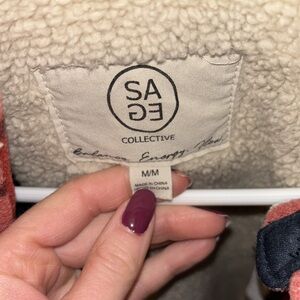 SA
GE
COLLECTIVE
Balance. Energy. Flow.
M/M
MADE IN CHINA